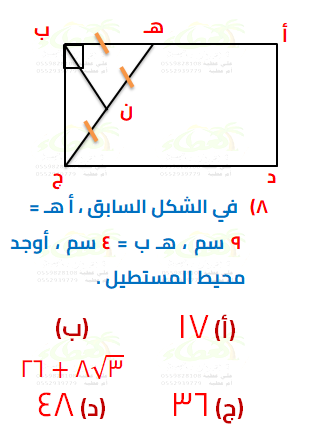 ب هـ أ
ن
ج د
٨) في الشكل السابق ، أ هـ =
٩ سم ، هـ ب = ٤ سم ، أوجد
محيط المستطيل .
(أ) ١٧ (ب)
٢٦ + ٨√٣
(ج) ٣٦ (د) ٤٨